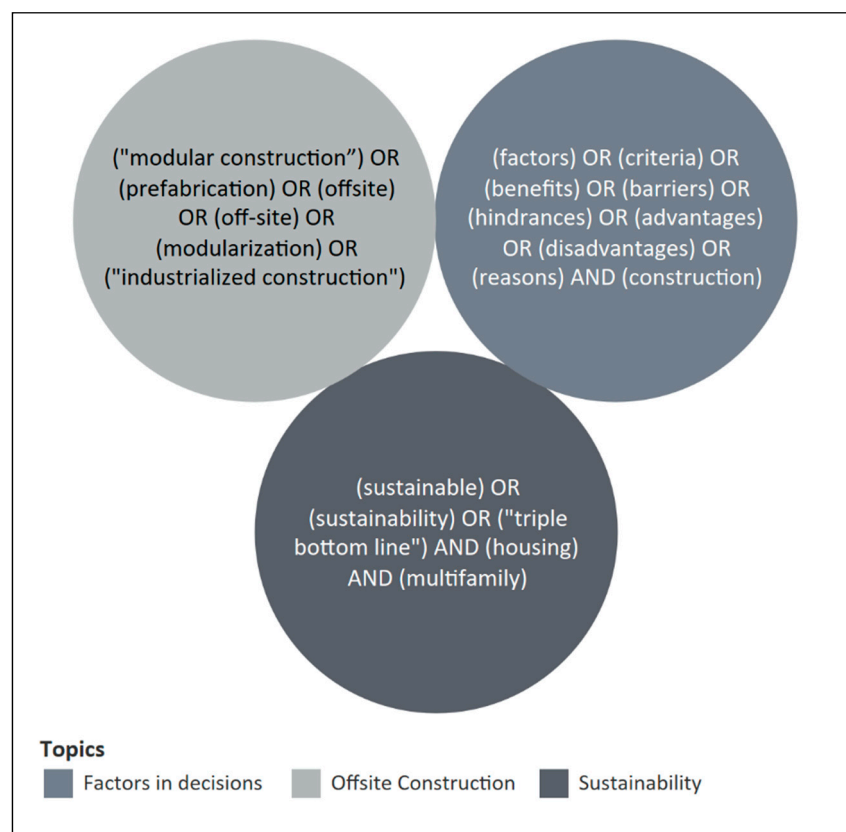 ("modular construction”) OR
(prefabrication) OR (offsite)
OR (off-site) OR
(modularization) OR
("industrialized construction")
(factors) OR (criteria) OR
(benefits) OR (barriers) OR
(hindrances) OR (advantages)
OR (disadvantages) OR
(reasons) AND (construction)
(sustainable) OR
(sustainability) OR ("triple
bottom line") AND (housing)
AND (multifamily)
Topics
Factors in decisions
Offsite Construction
Sustainability